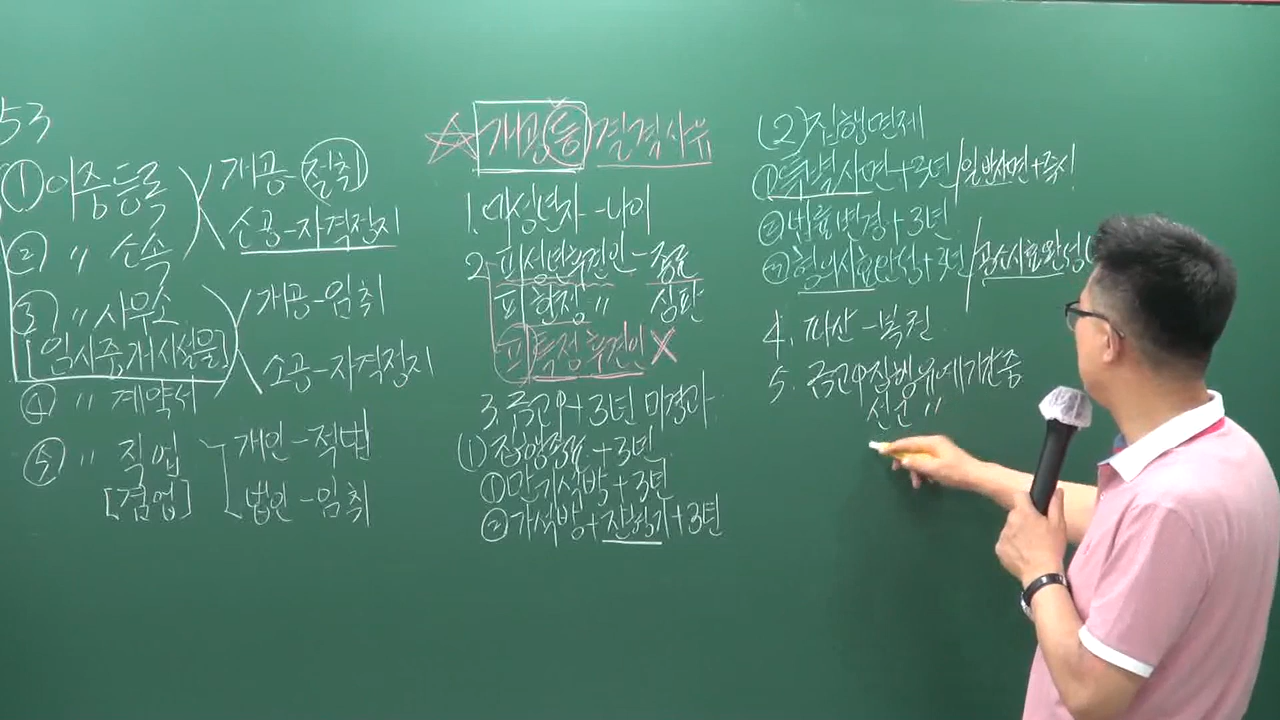 53
① 이중등록 개공-절취
소공-자격정지
② 〃 소속
③ 〃 사무소 개공-임취
[임시중개시설물] 소공-자격정지
④ 〃 계약서
⑤ 〃 직업 개인-적법
[겸업] 법인-임취
☆ 개공등 결격사유
1. 미성년자-나이
2. 피성년후견인-종료
피한정 〃 심판
피특정후견인 X
3. 금고↑+3년 미경과
(1) 집행종료+3년
① 만기석방+3년
② 가석방+잔형기+3년
(2) 집행면제
① 특별사면+3년/일반사면+즉시
② 법률변경+3년
③ 형의시효완성+3년/공소시효완성(
4. 파산-복권
5. 금고↑집행유예기간중
선고 〃